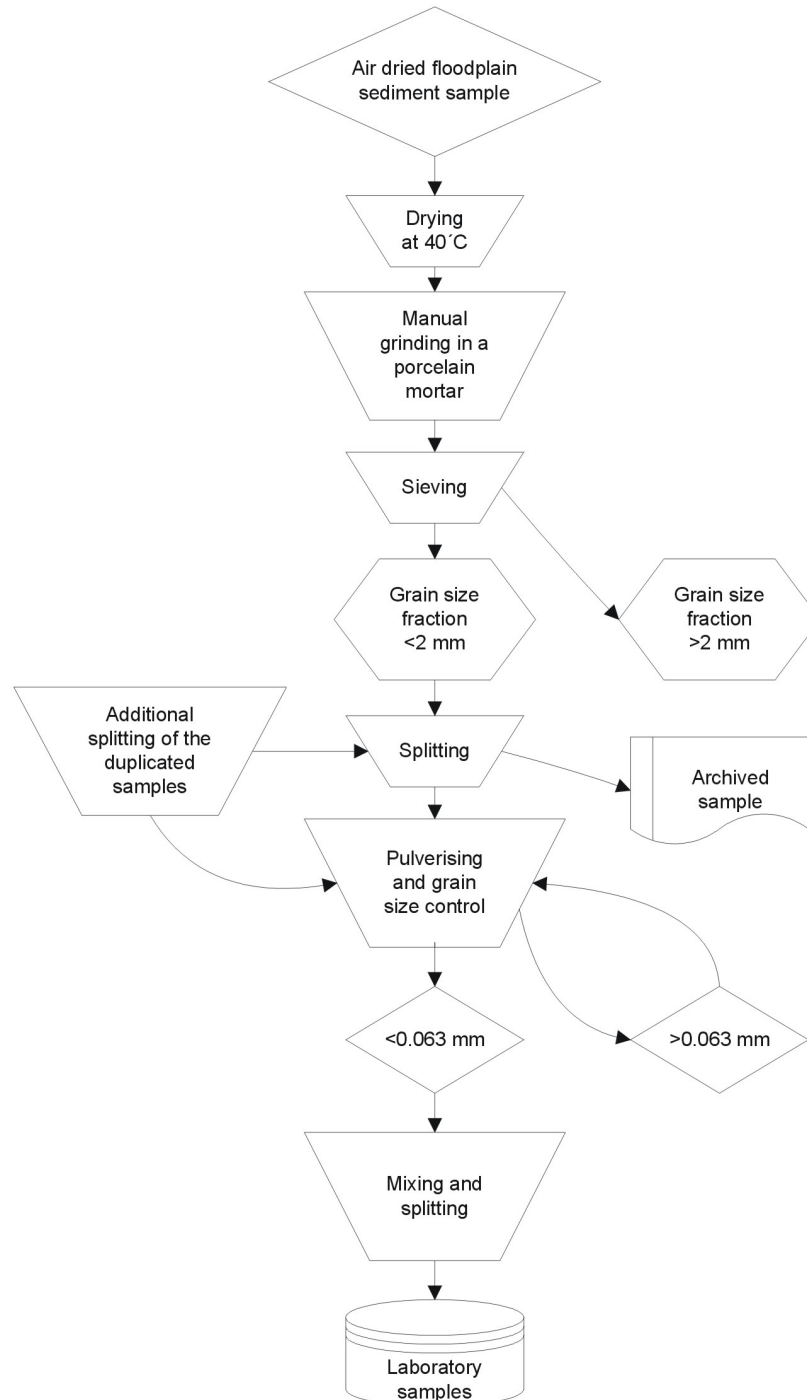 Air dried floodplain
sediment sample
Drying
at 40´C
Manual
grinding in a
porcelain
mortar
Sieving
Grain size
fraction
<2 mm
Grain size
fraction
>2 mm
Additional
splitting of the
duplicated
samples
Splitting
Archived
sample
Pulverising
and grain
size control
<0.063 mm
>0.063 mm
Mixing and
splitting
Laboratory
samples